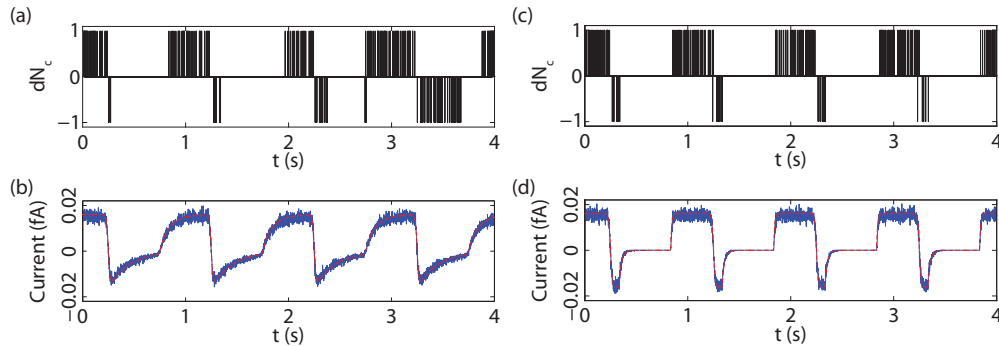 (a)
1
0
−1
dN_c
0 1 2 3 4
t (s)
(b)
0.02
0
−0.02
Current (fA)
0 1 2 3 4
t (s)
(c)
1
0
−1
dN_c
0 1 2 3 4
t (s)
(d)
0.02
0
−0.02
Current (fA)
0 1 2 3 4
t (s)